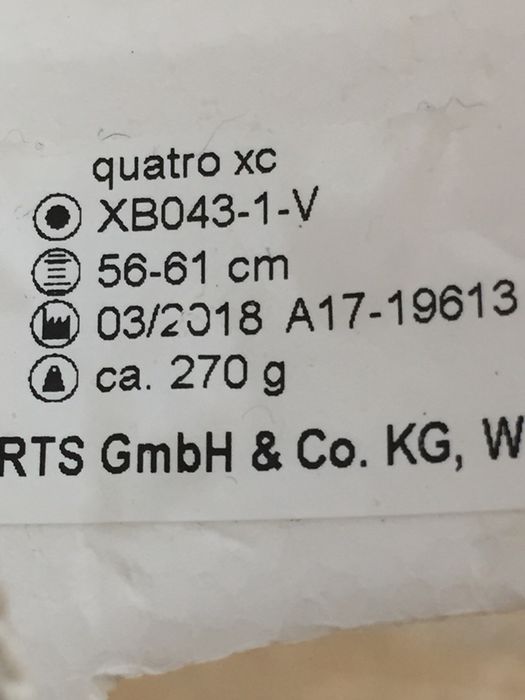 quatro xc
XB043-1-V
56-61 cm
03/2018 A17-19613
ca. 270 g
RTS GmbH & Co. KG, W